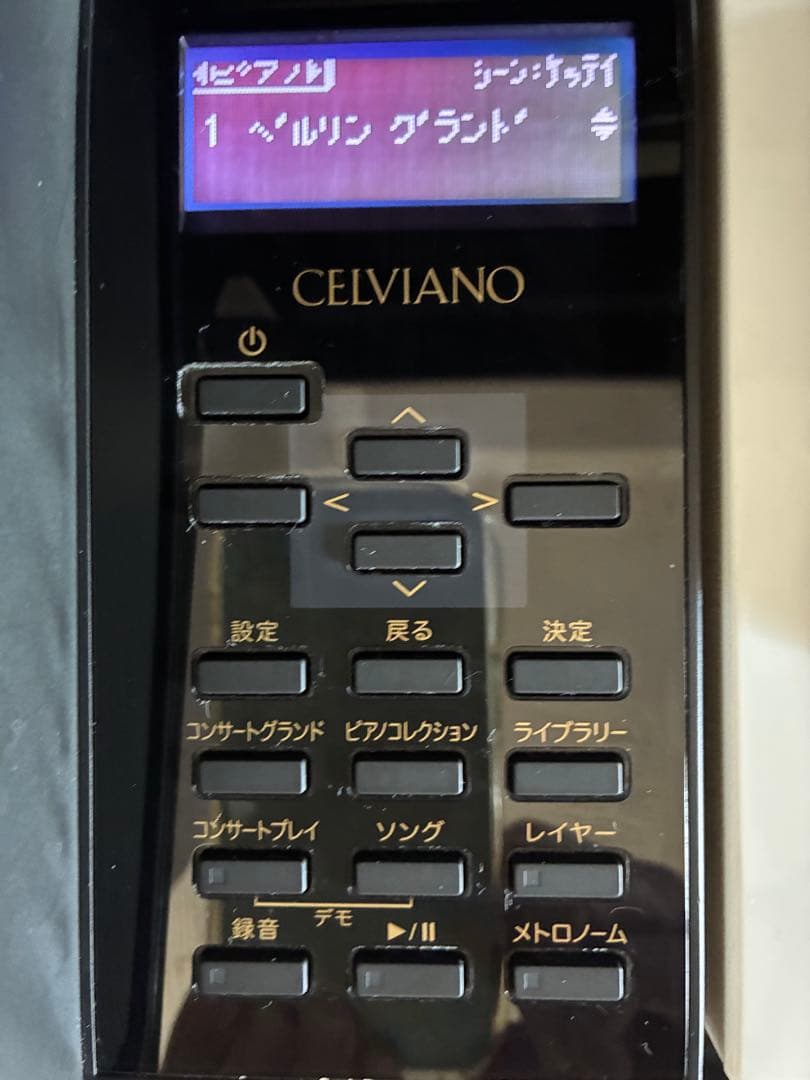 ◀ピアノ▶ シーン:ケッテイ
1 ベルリン グランド
CELVIANO
設定 戻る 決定
コンサートグランド ピアノコレクション ライブラリー
コンサートプレイ ソング レイヤー
デモ
録音 ▶/⏸ メトロノーム